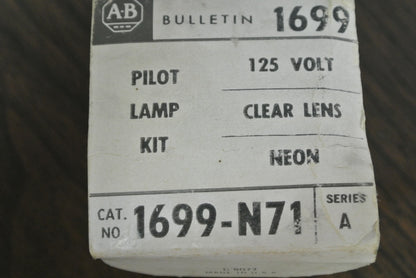 A-B BULLETIN 1699
PILOT LAMP KIT
125 VOLT
CLEAR LENS
NEON
CAT. NO 1699-N71
SERIES A